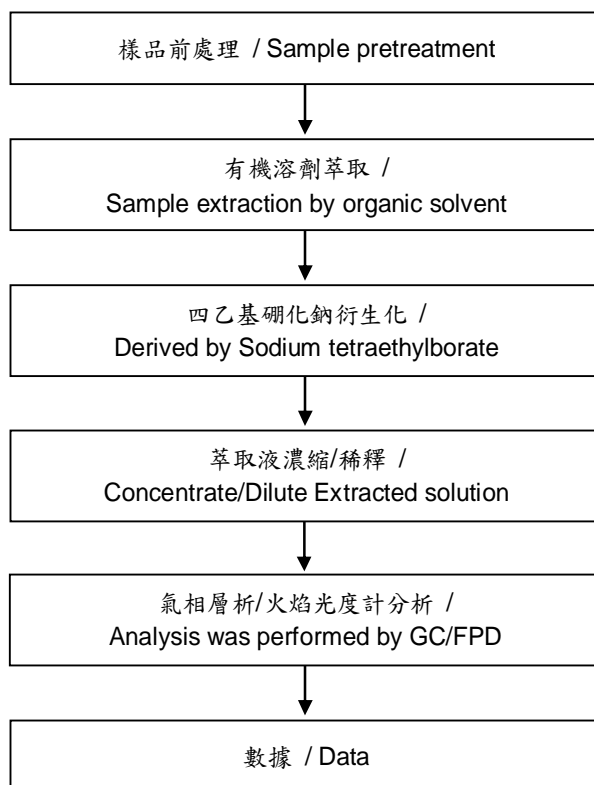 樣品前處理 / Sample pretreatment
有機溶劑萃取 /
Sample extraction by organic solvent
四乙基硼化鈉衍生化 /
Derived by Sodium tetraethylborate
萃取液濃縮/稀釋 /
Concentrate/Dilute Extracted solution
氣相層析/火焰光度計分析 /
Analysis was performed by GC/FPD
數據 / Data